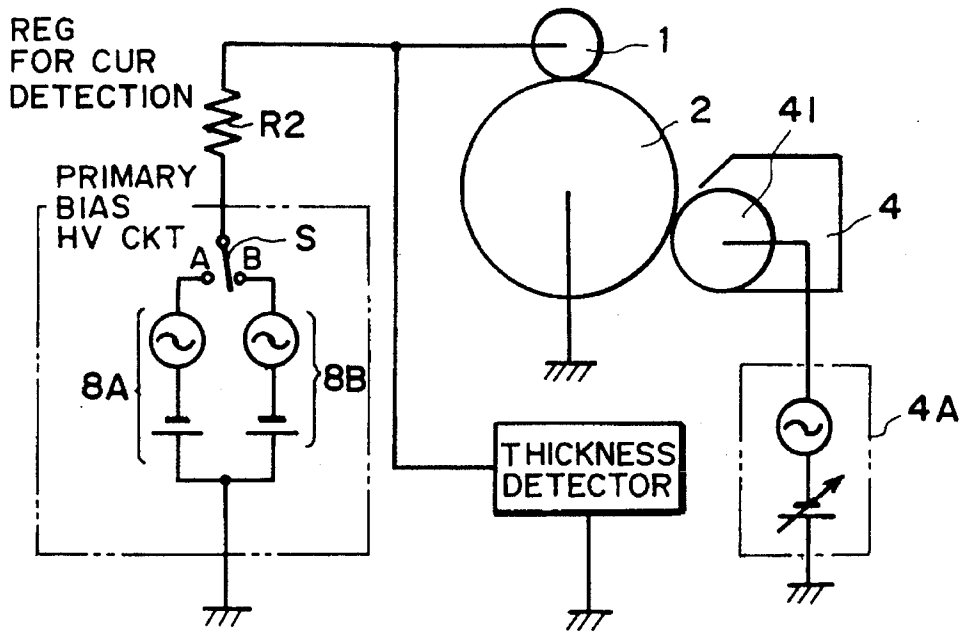 REG
FOR CUR
DETECTION
R2
PRIMARY
BIAS
HV CKT
S
A
B
8A
8B
1
2
41
4
4A
THICKNESS
DETECTOR